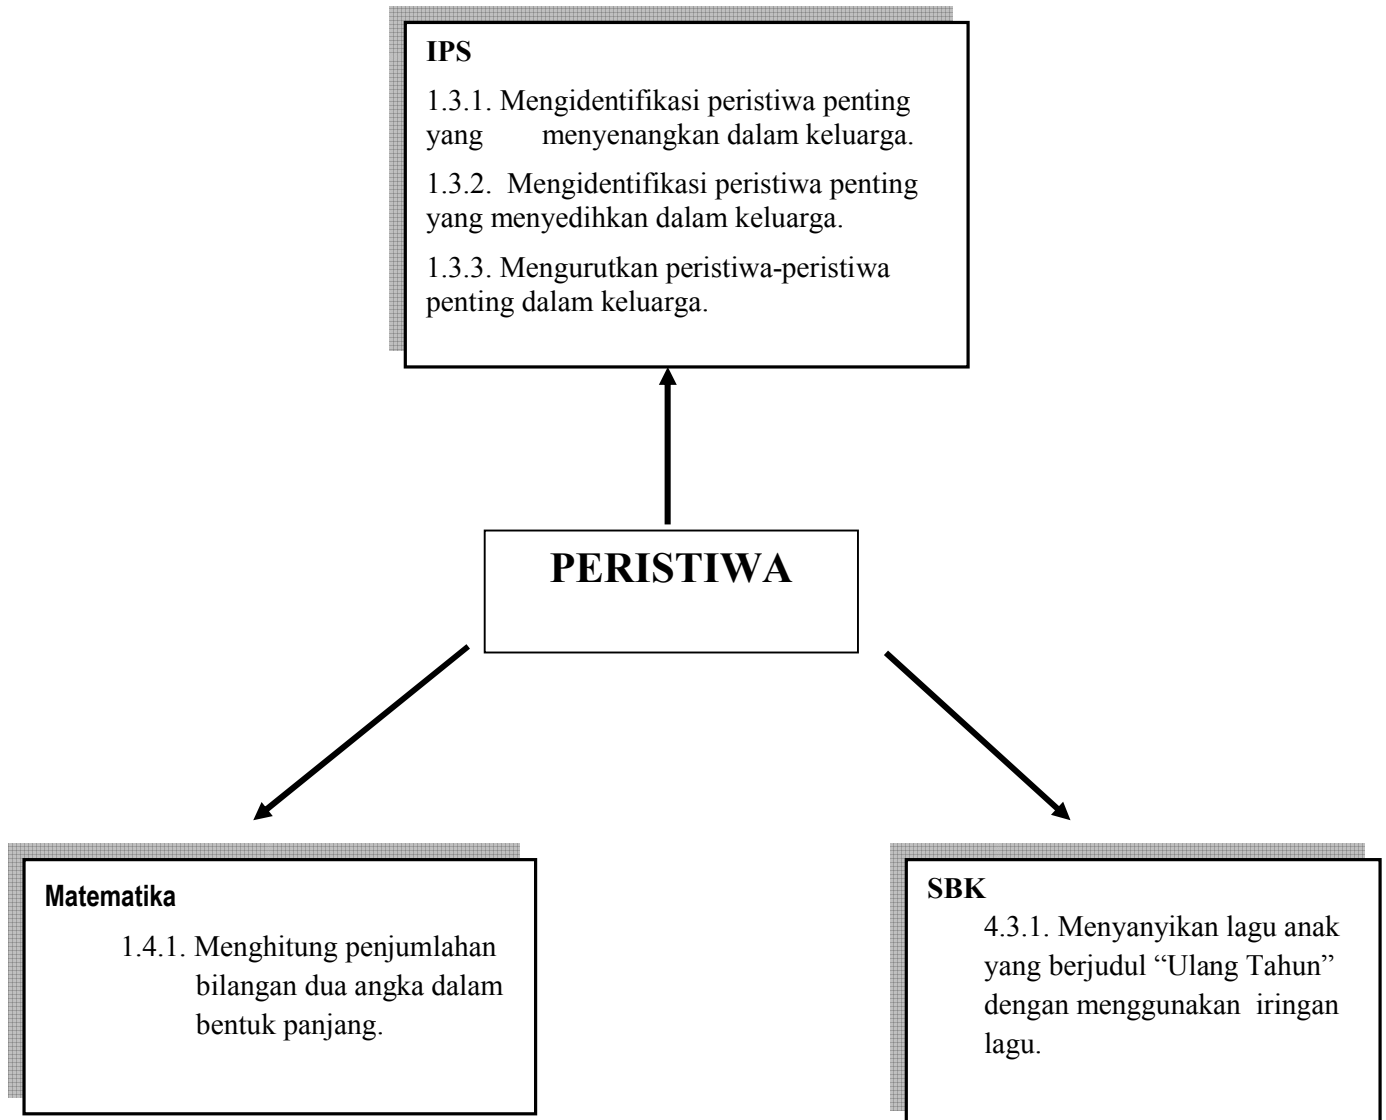 IPS
1.3.1. Mengidentifikasi peristiwa penting
yang menyenangkan dalam keluarga.
1.3.2. Mengidentifikasi peristiwa penting
yang menyedihkan dalam keluarga.
1.3.3. Mengurutkan peristiwa-peristiwa
penting dalam keluarga.
PERISTIWA
Matematika
1.4.1. Menghitung penjumlahan
bilangan dua angka dalam
bentuk panjang.
SBK
4.3.1. Menyanyikan lagu anak
yang berjudul “Ulang Tahun”
dengan menggunakan iringan
lagu.